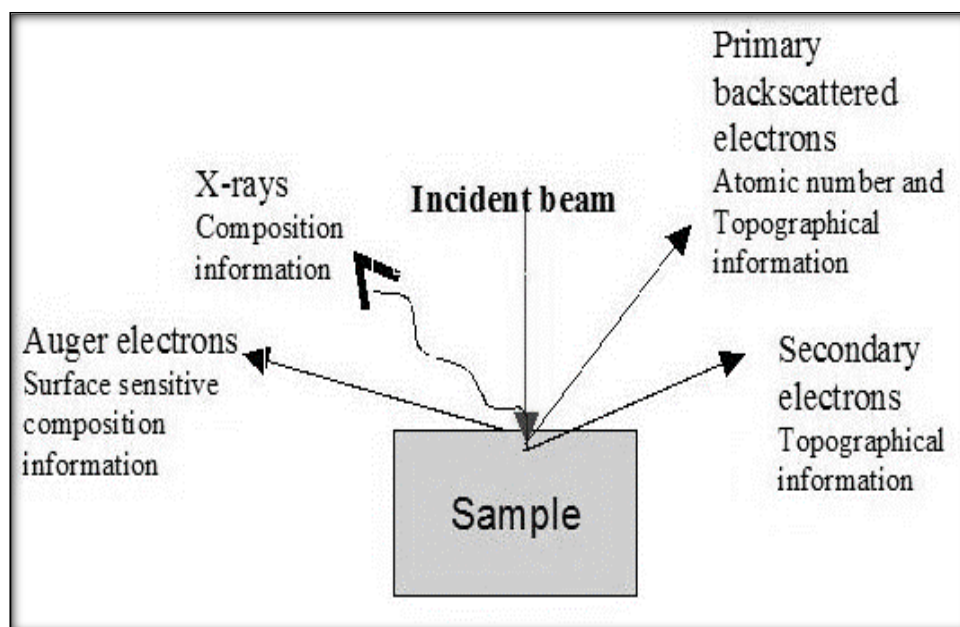 Primary
backscattered
electrons
Atomic number and
Topographical
information
X-rays
Composition
information
Incident beam
Auger electrons
Surface sensitive
composition
information
Secondary
electrons
Topographical
information
Sample